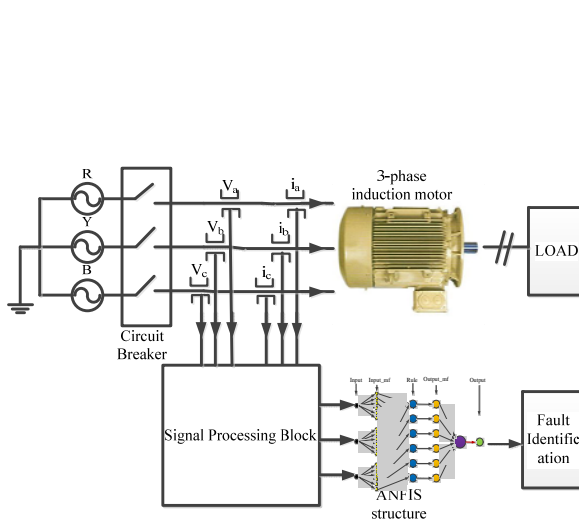 R
Y
B
Circuit
Breaker
Va
ia
Vb
ib
Vc
ic
3-phase
induction motor
LOAD
Signal Processing Block
Input
Input_mf
Rule
Output_mf
Output
ANFIS
structure
Fault
Identific
ation